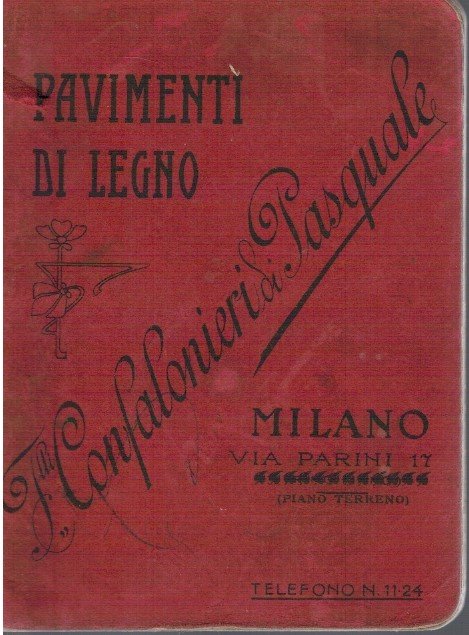 PAVIMENTI
DI LEGNO
F.lli Confalonieri di Pasquale
MILANO
VIA PARINI 17
(PIANO TERRENO)
TELEFONO N. 11-24